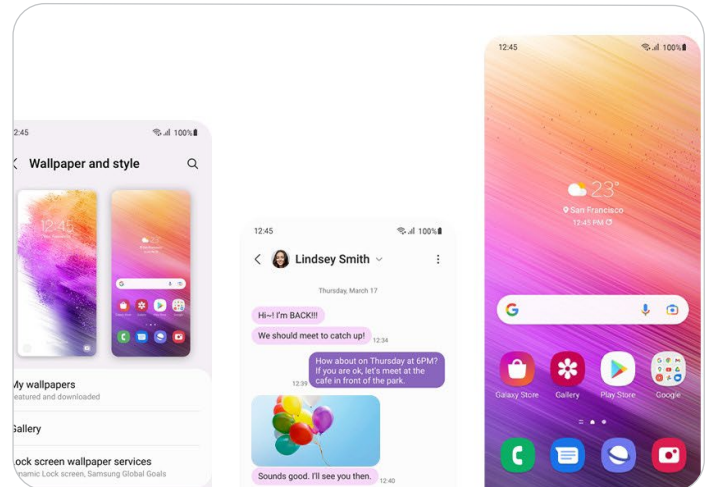 2:45
100%
Wallpaper and style
12:45
My wallpapers
eatured and downloaded
allery
ock screen wallpaper services
namic Lock screen, Samsung Global Goals
12:45
100%
Lindsey Smith
Thursday, March 17
Hi~! I'm BACK!!!
We should meet to catch up!
12:34
How about on Thursday at 6PM?
If you are ok, let's meet at the
cafe in front of the park.
12:39
Sounds good. I'll see you then.
12:40
12:45
100%
23°
San Francisco
12:45 PM
G
Galaxy Store
Gallery
Play Store
Google